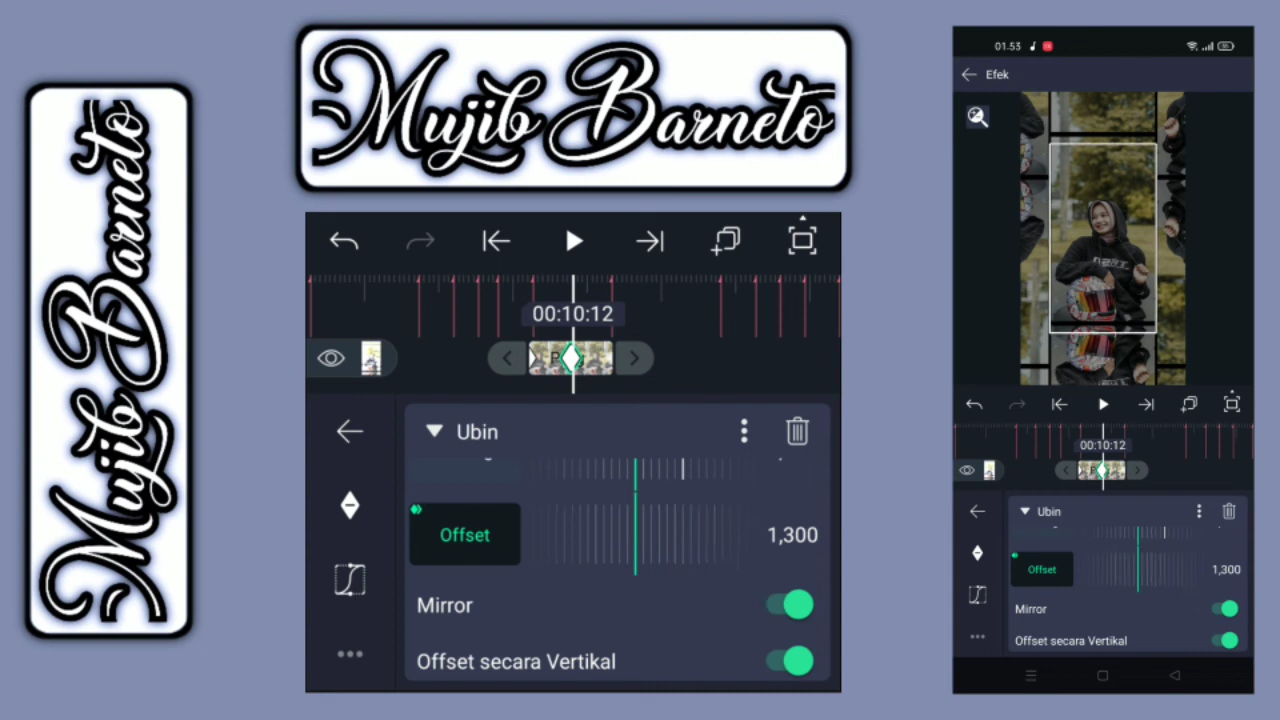 Mujib Barneto
Mujib Barneto
00:10:12
Ubin
Offset
1,300
Mirror
Offset secara Vertikal
01.53
Efek
00:10:12
Ubin
Offset
1,300
Mirror
Offset secara Vertikal